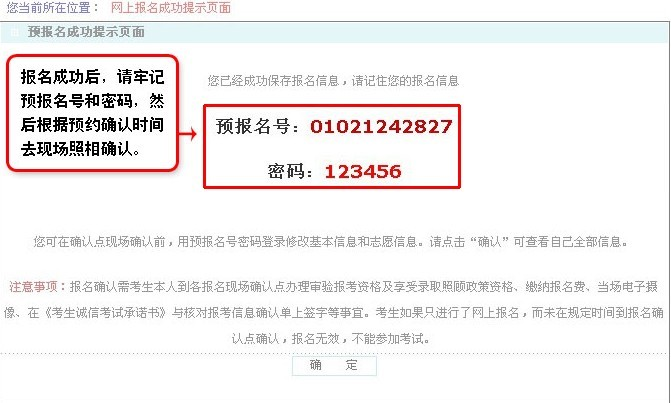 您当前所在位置： 网上报名成功提示页面
预报名成功提示页面
报名成功后，请牢记
预报名号和密码，然
后根据预约确认时间
去现场照相确认。
您已经成功保存报名信息，请记住您的报名信息
预报名号：01021242827
密码：123456
您可在确认点现场确认前，用预报名号密码登录修改基本信息和志愿信息。请点击“确认”可查看自己全部信息。
注意事项：报名确认需考生本人到各报名现场确认点办理审验报考资格及享受录取照顾政策资格、缴纳报名费、当场电子摄
像、在《考生诚信考试承诺书》与核对报考信息确认单上签字等事宜。考生如果只进行了网上报名，而未在规定时间到报名确
认点确认，报名无效，不能参加考试。
确 定